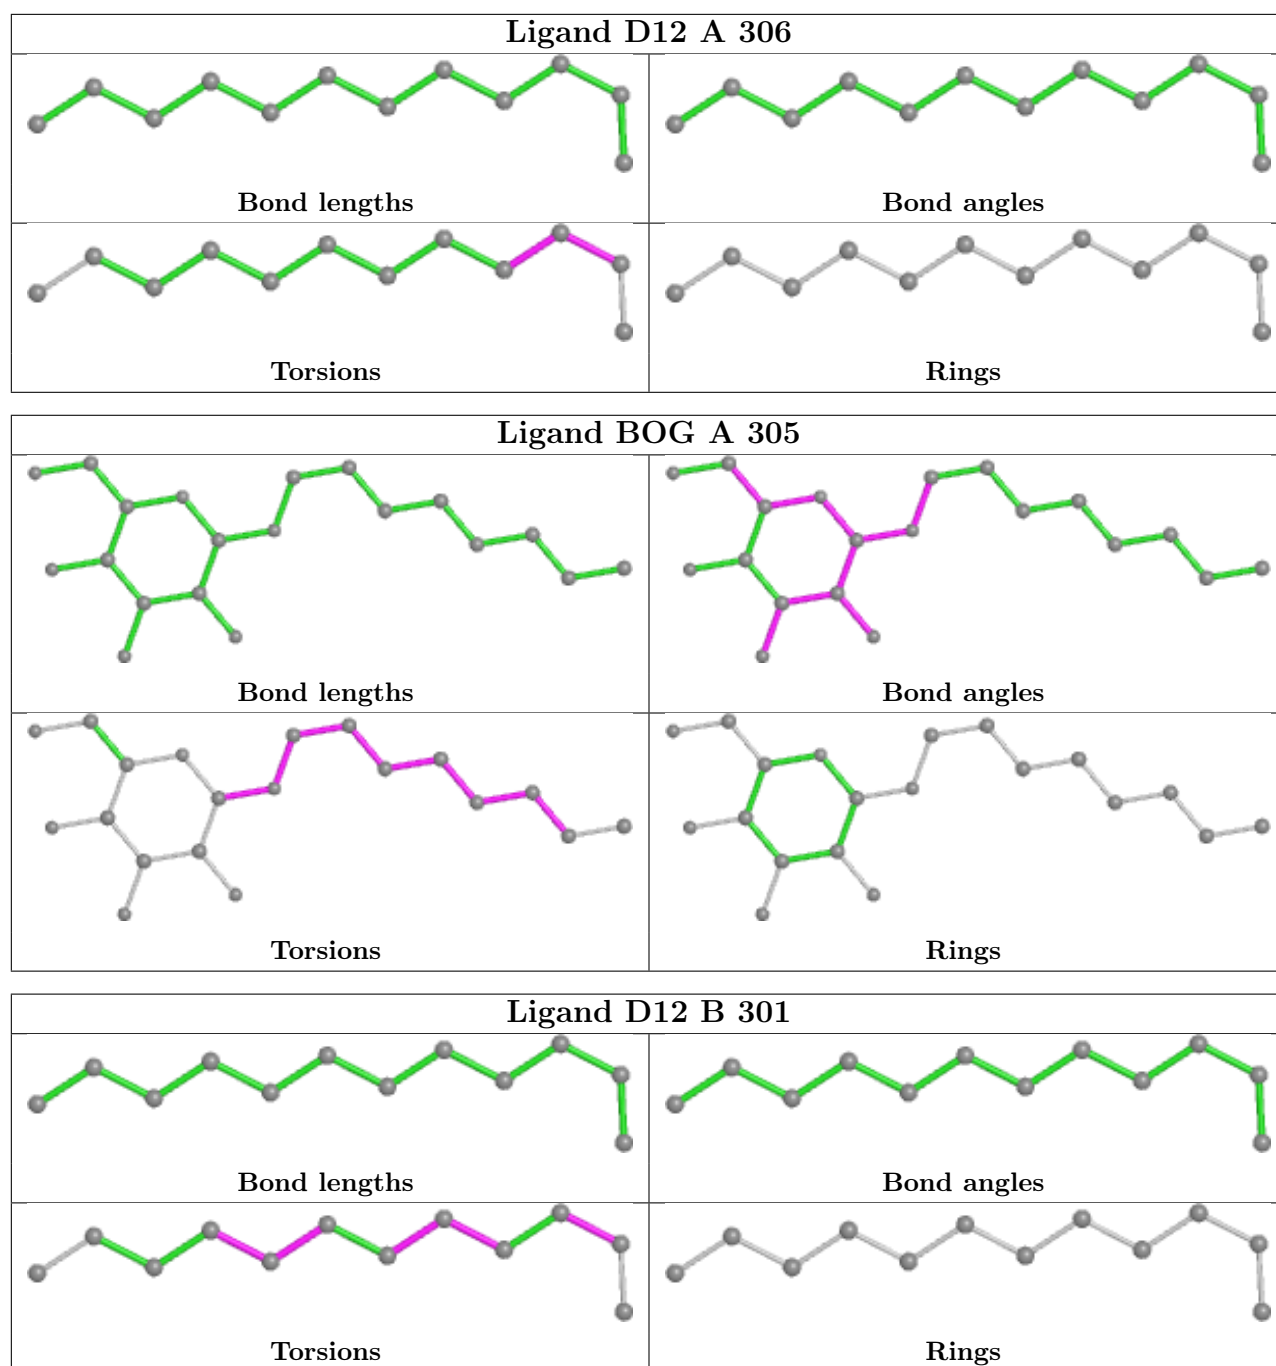 Ligand D12 A 306
Bond lengths
Bond angles
Torsions
Rings
Ligand BOG A 305
Bond lengths
Bond angles
Torsions
Rings
Ligand D12 B 301
Bond lengths
Bond angles
Torsions
Rings